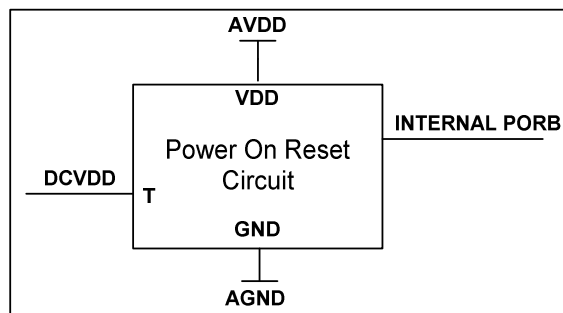 AVDD
VDD
INTERNAL PORB
Power On Reset
Circuit
DCVDD
T
GND
AGND